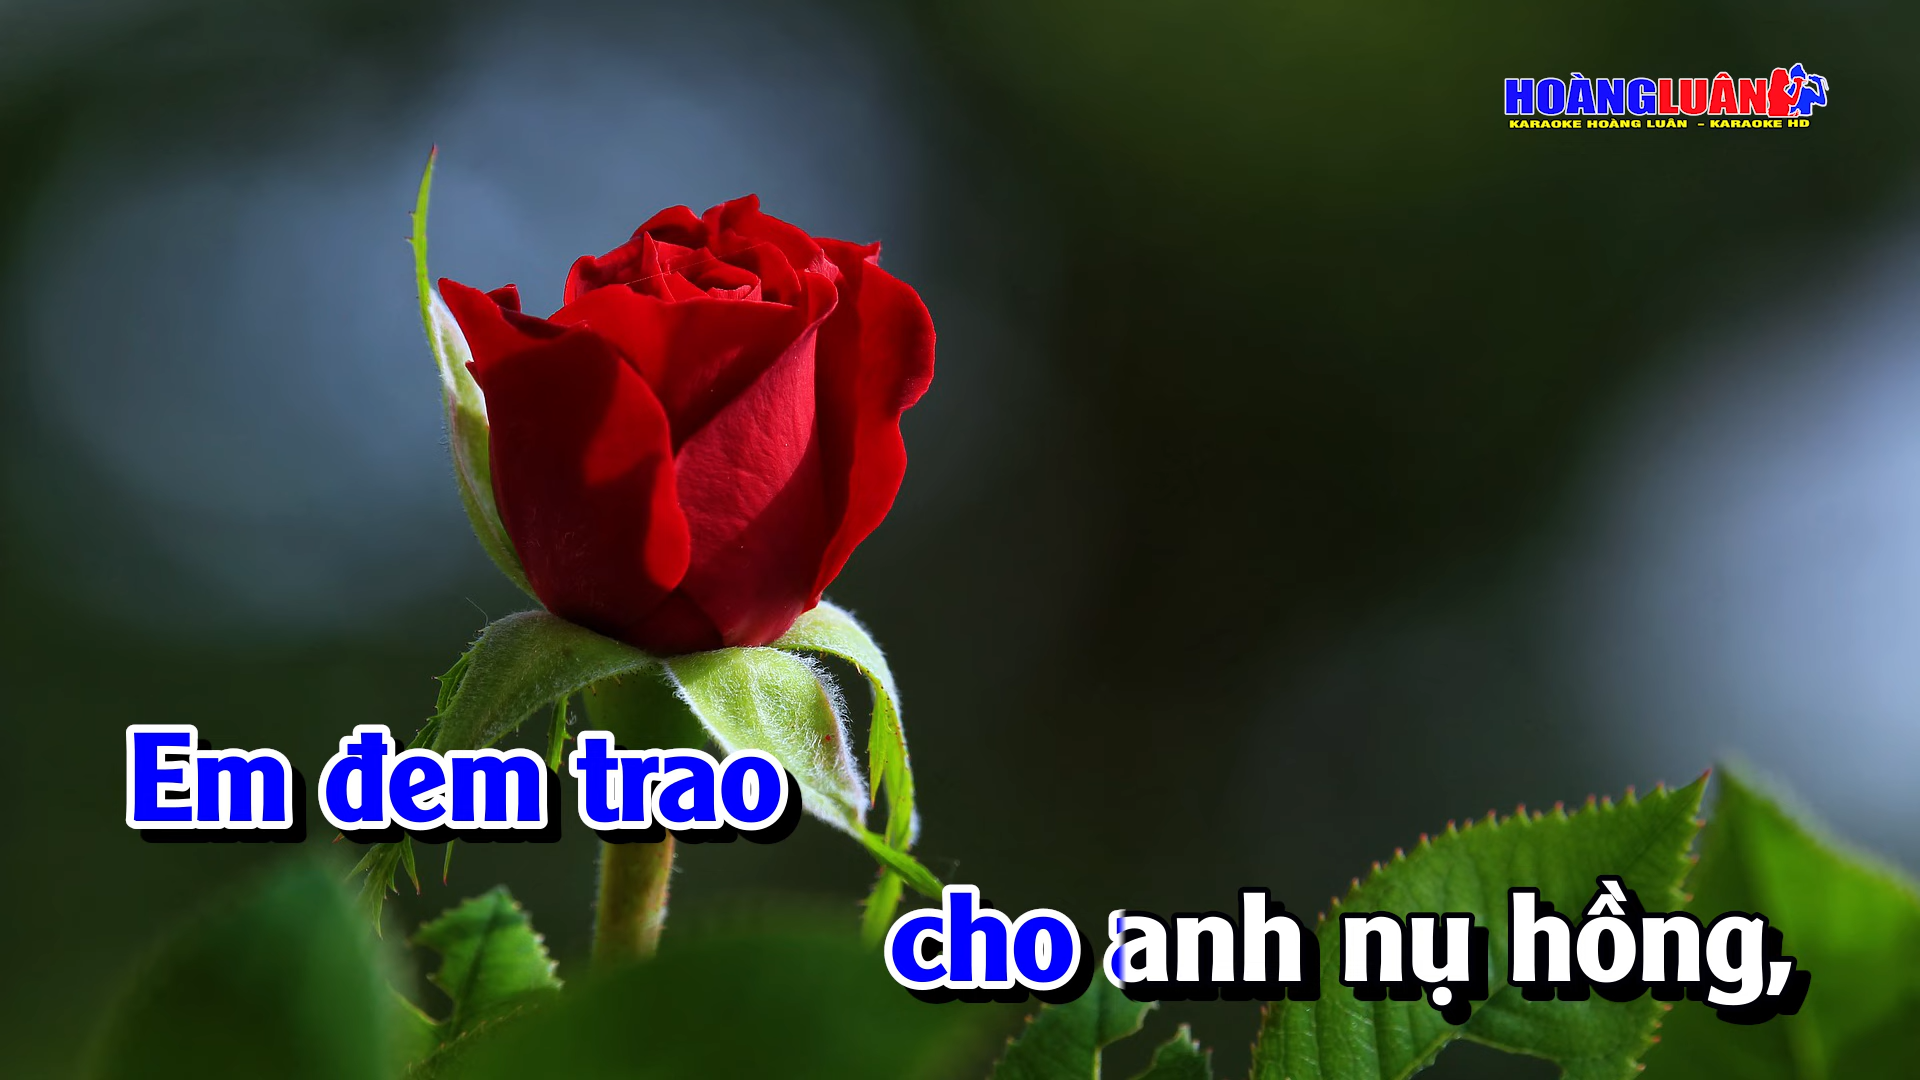 HOÀNGLUÂN
KARAOKE HOÀNG LUÂN - KARAOKE HD
Em đem trao
cho anh nụ hồng,